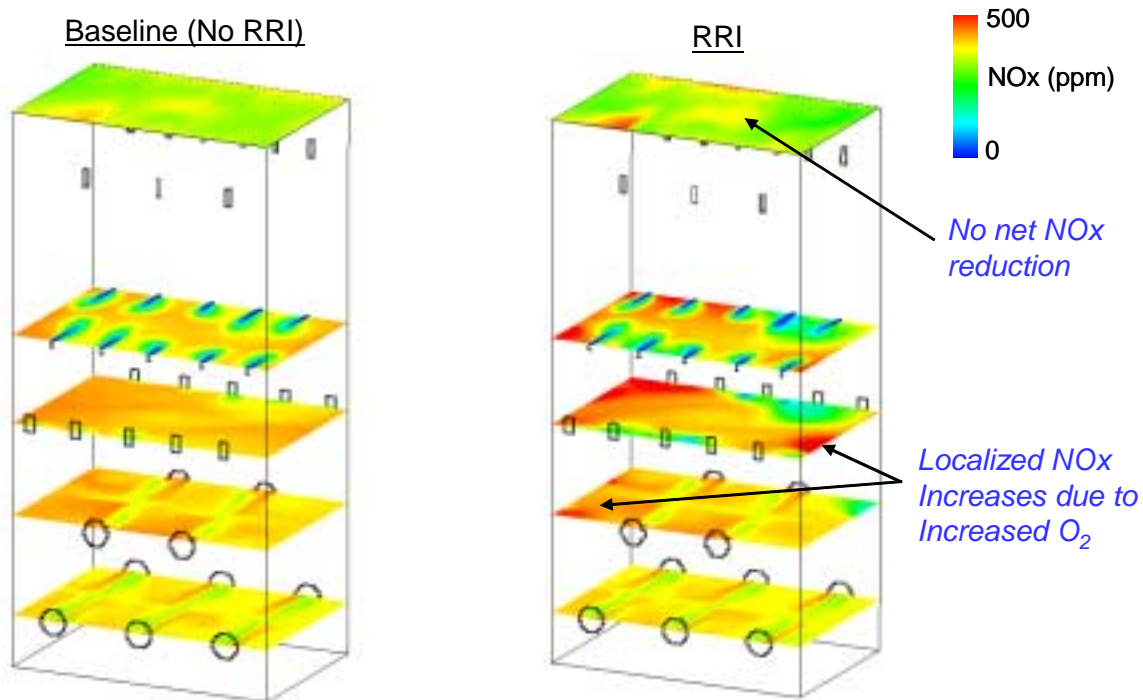 Baseline (No RRI)
RRI
500
NOx (ppm)
0
No net NOx
reduction
Localized NOx
Increases due to
Increased O₂